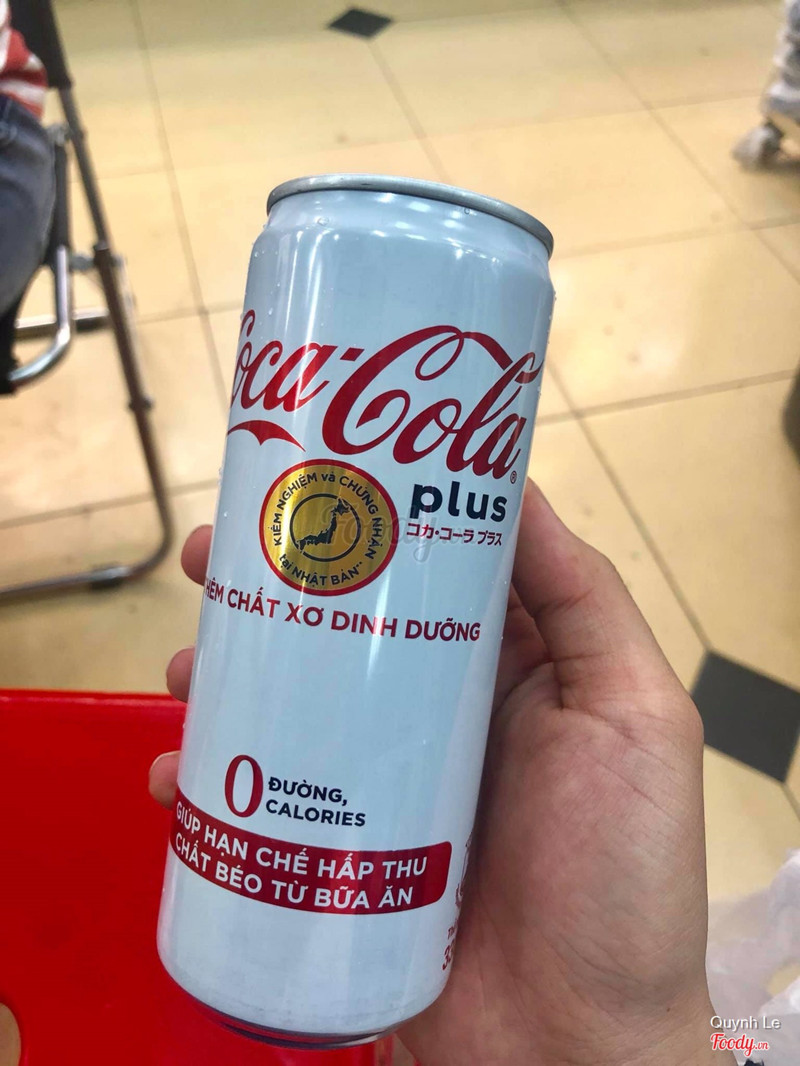 Coca-Cola
plus
コカ・コーラ プラス
KIỂM NGHIỆM và CHỨNG NHẬN
tại NHẬT BẢN**
THÊM CHẤT XƠ DINH DƯỠNG
0 ĐƯỜNG,
CALORIES
GIÚP HẠN CHẾ HẤP THU
CHẤT BÉO TỪ BỮA ĂN
Quynh Le
Foody.vn